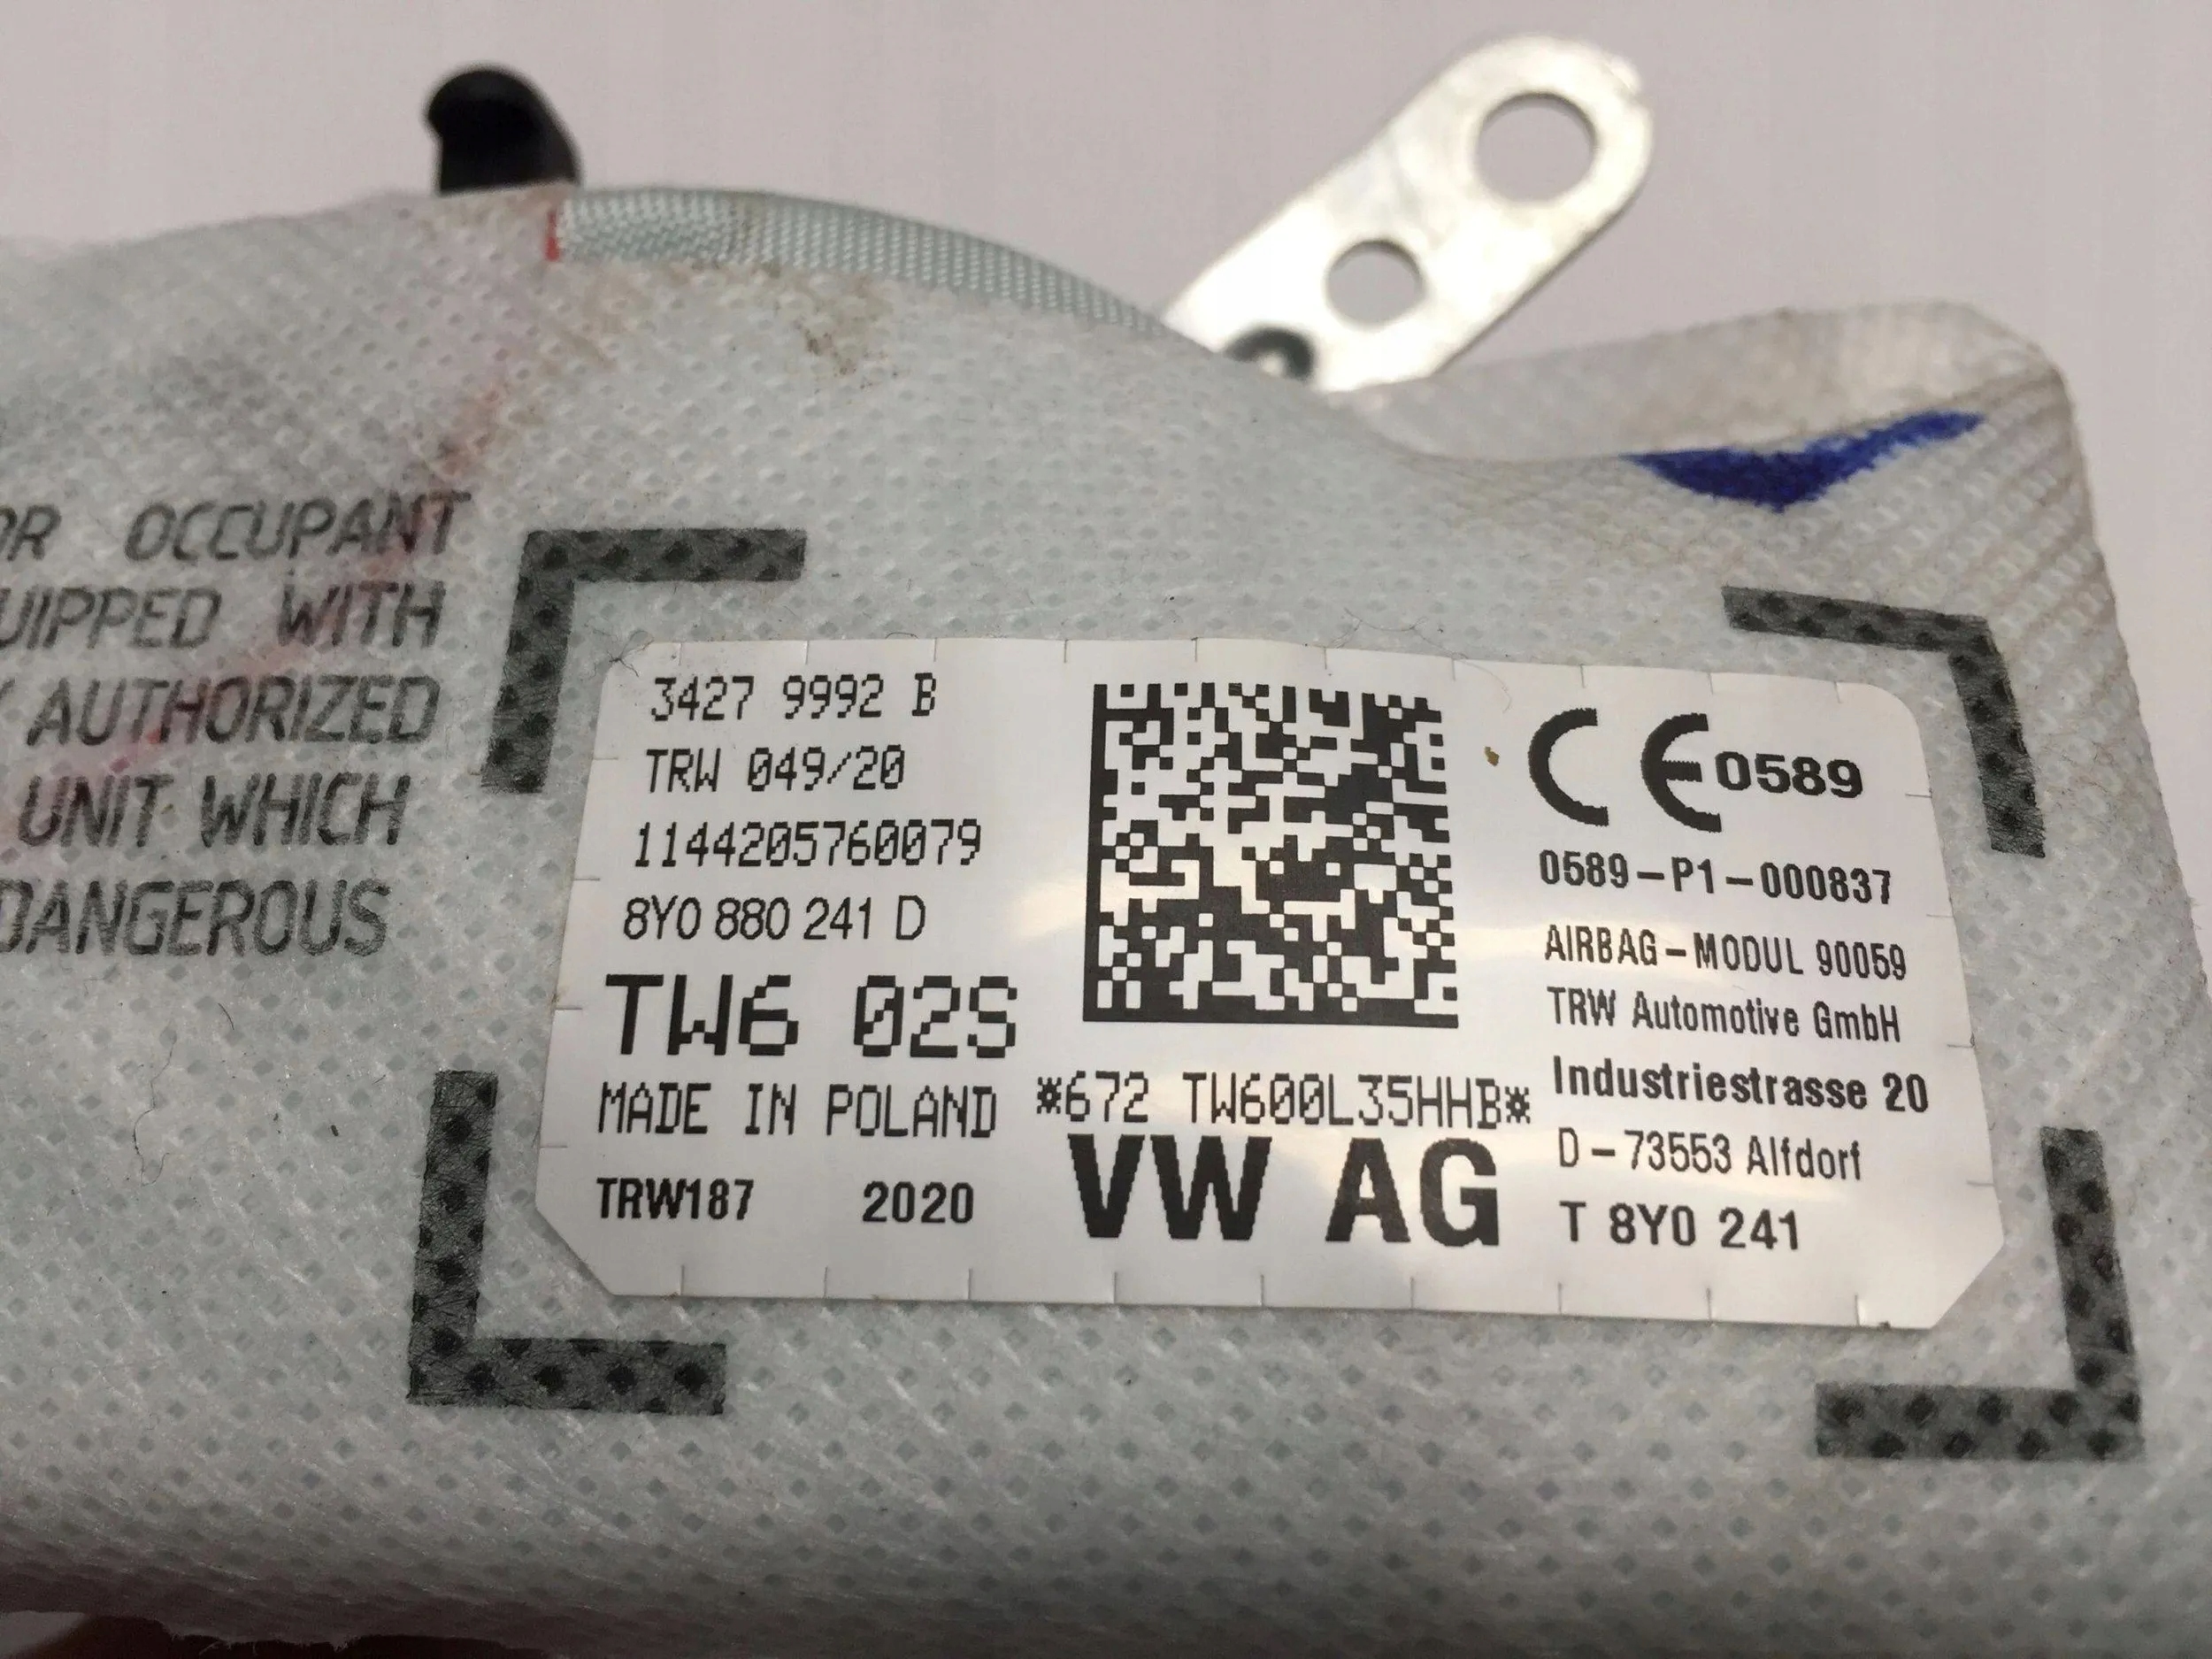 OR OCCUPANT
UIPPED WITH
AUTHORIZED
UNIT WHICH
DANGEROUS
3427 9992 B
TRW 049/20
1144205760079
8Y0 880 241 D
TW6 02S
MADE IN POLAND
TRW187 2020
*672 TW600L35HHB*
VW AG
CE 0589
0589-P1-000837
AIRBAG-MODUL 90059
TRW Automotive GmbH
Industriestrasse 20
D-73553 Alfdorf
T 8Y0 241